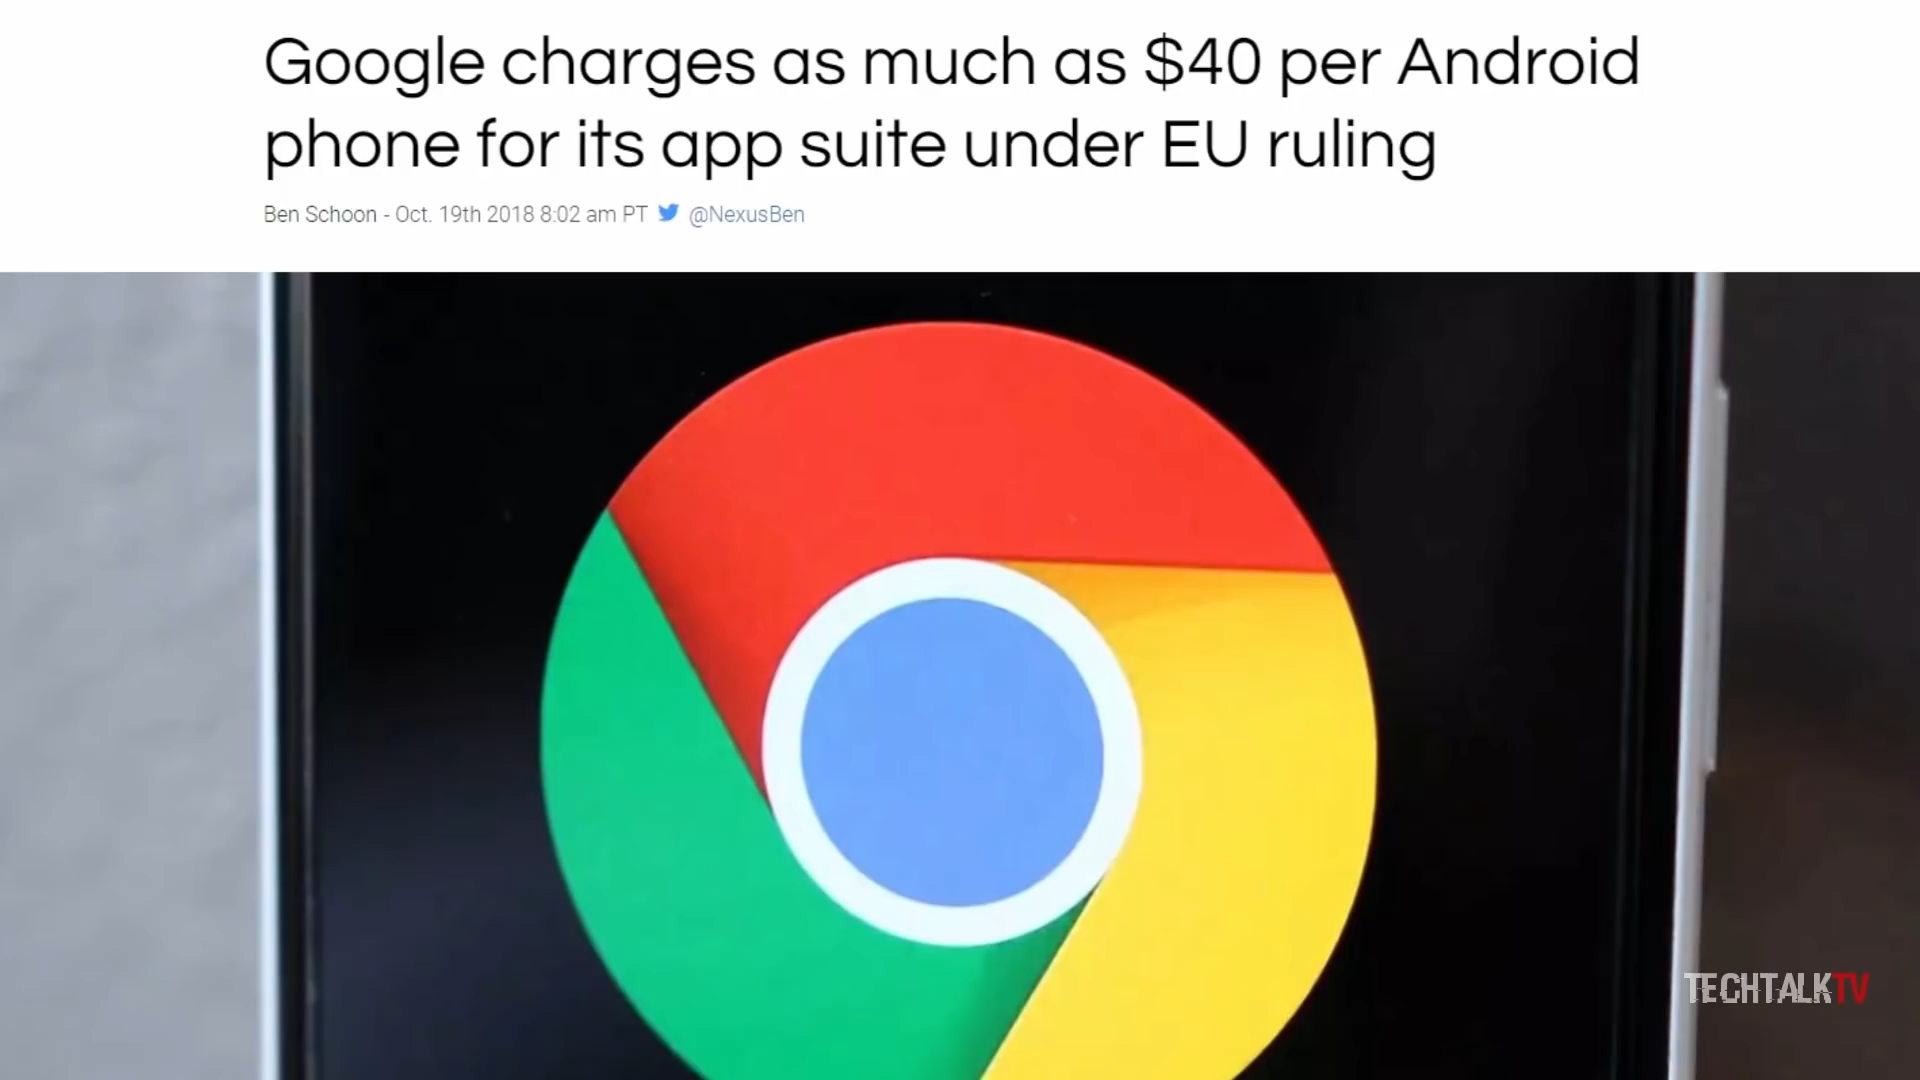 Google charges as much as $40 per Android
phone for its app suite under EU ruling
Ben Schoon - Oct. 19th 2018 8:02 am PT @NexusBen
TECHTALKTV